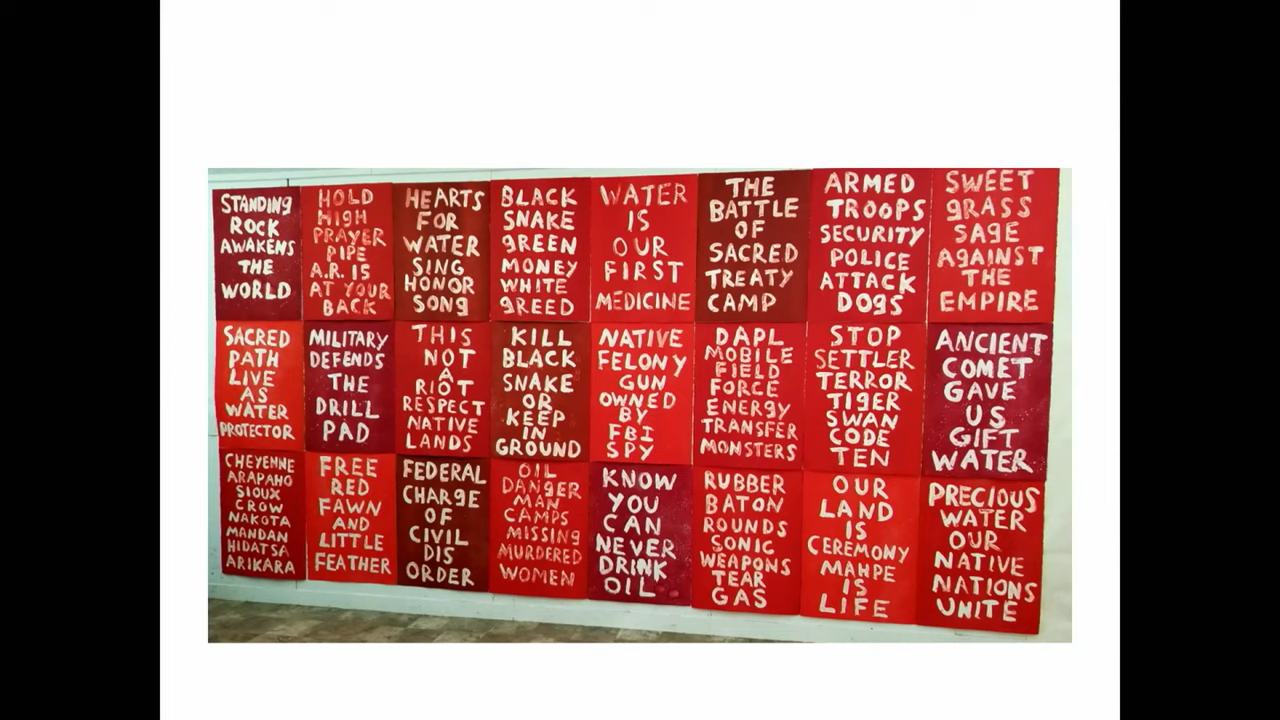 STANDING
ROCK
AWAKENS
THE
WORLD
HOLD
HIGH
PRAYER
PIPE
A.R. IS
AT YOUR
BACK
HEARTS
FOR
WATER
SING
HONOR
SONG
BLACK
SNAKE
GREEN
MONEY
WHITE
GREED
WATER
IS
OUR
FIRST
MEDICINE
THE
BATTLE
OF
SACRED
TREATY
CAMP
ARMED
TROOPS
SECURITY
POLICE
ATTACK
DOGS
SWEET
GRASS
SAGE
AGAINST
THE
EMPIRE
SACRED
PATH
LIVE
AS
WATER
PROTECTOR
MILITARY
DEFENDS
THE
DRILL
PAD
THIS
NOT
A
RIOT
RESPECT
NATIVE
LANDS
KILL
BLACK
SNAKE
OR
KEEP
IN
GROUND
NATIVE
FELONY
GUN
OWNED
BY
FBI
SPY
DAPL
MOBILE
FIELD
FORCE
ENERGY
TRANSFER
MONSTERS
STOP
SETTLER
TERROR
TIGER
SWAN
CODE
TEN
ANCIENT
COMET
GAVE
US
GIFT
WATER
CHEYENNE
ARAPAHO
SIOUX
CROW
NAKOTA
MANDAN
HIDATSA
ARIKARA
FREE
RED
FAWN
AND
LITTLE
FEATHER
FEDERAL
CHARGE
OF
CIVIL
DIS
ORDER
OIL
DANGER
MAN
CAMPS
MISSING
MURDERED
WOMEN
KNOW
YOU
CAN
NEVER
DRINK
OIL
RUBBER
BATON
ROUNDS
SONIC
WEAPONS
TEAR
GAS
OUR
LAND
IS
CEREMONY
MAHPE
IS
LIFE
PRECIOUS
WATER
OUR
NATIVE
NATIONS
UNITE